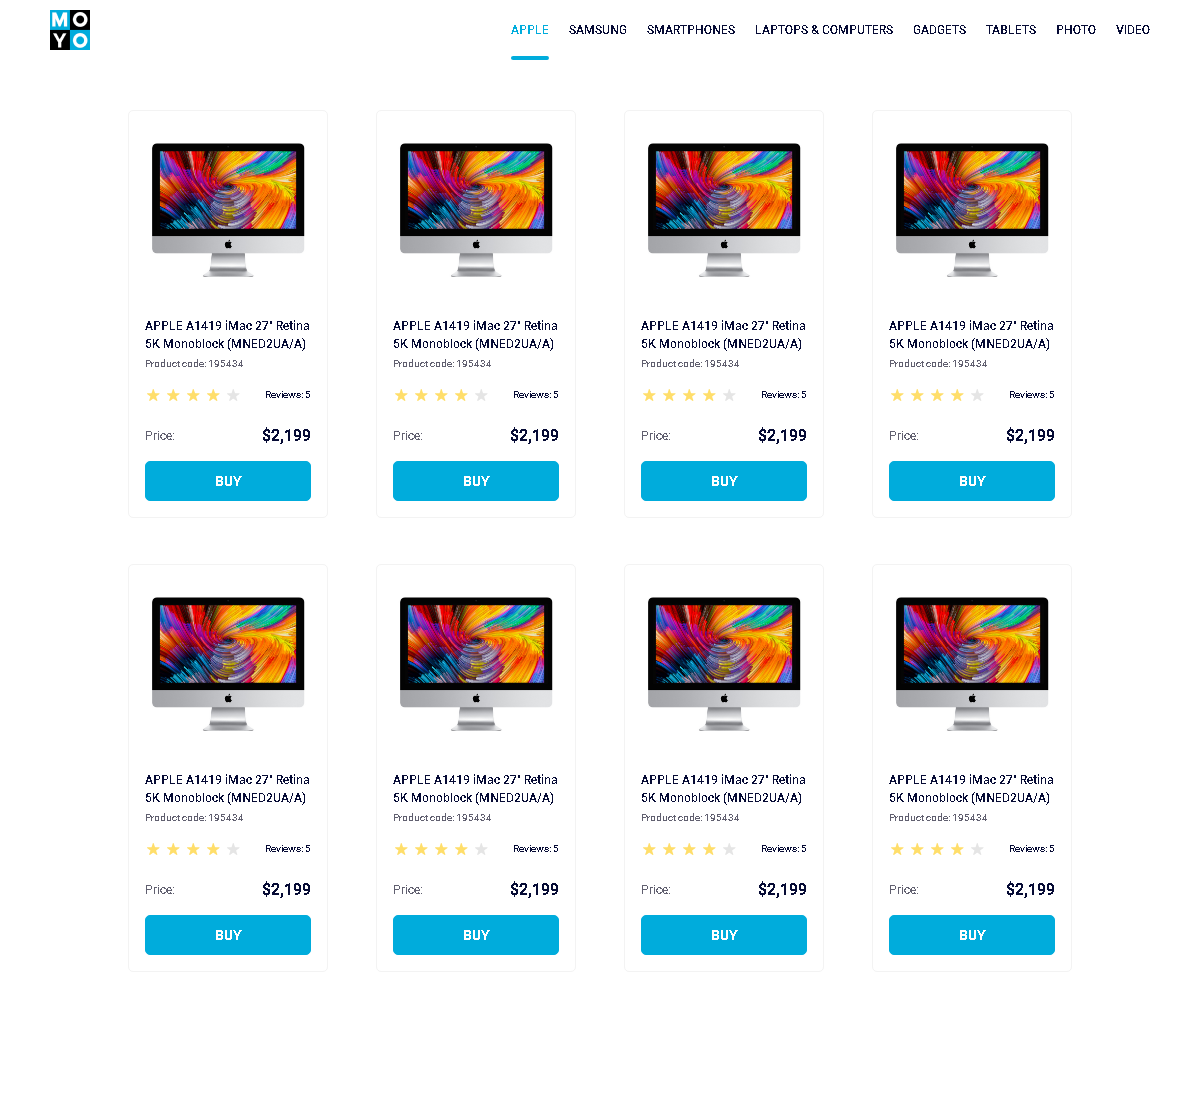 MO
YO
APPLE SAMSUNG SMARTPHONES LAPTOPS & COMPUTERS GADGETS TABLETS PHOTO VIDEO
APPLE A1419 iMac 27" Retina
5K Monoblock (MNED2UA/A)
Product code: 195434
Reviews: 5
Price: $2,199
BUY
APPLE A1419 iMac 27" Retina
5K Monoblock (MNED2UA/A)
Product code: 195434
Reviews: 5
Price: $2,199
BUY
APPLE A1419 iMac 27" Retina
5K Monoblock (MNED2UA/A)
Product code: 195434
Reviews: 5
Price: $2,199
BUY
APPLE A1419 iMac 27" Retina
5K Monoblock (MNED2UA/A)
Product code: 195434
Reviews: 5
Price: $2,199
BUY
APPLE A1419 iMac 27" Retina
5K Monoblock (MNED2UA/A)
Product code: 195434
Reviews: 5
Price: $2,199
BUY
APPLE A1419 iMac 27" Retina
5K Monoblock (MNED2UA/A)
Product code: 195434
Reviews: 5
Price: $2,199
BUY
APPLE A1419 iMac 27" Retina
5K Monoblock (MNED2UA/A)
Product code: 195434
Reviews: 5
Price: $2,199
BUY
APPLE A1419 iMac 27" Retina
5K Monoblock (MNED2UA/A)
Product code: 195434
Reviews: 5
Price: $2,199
BUY